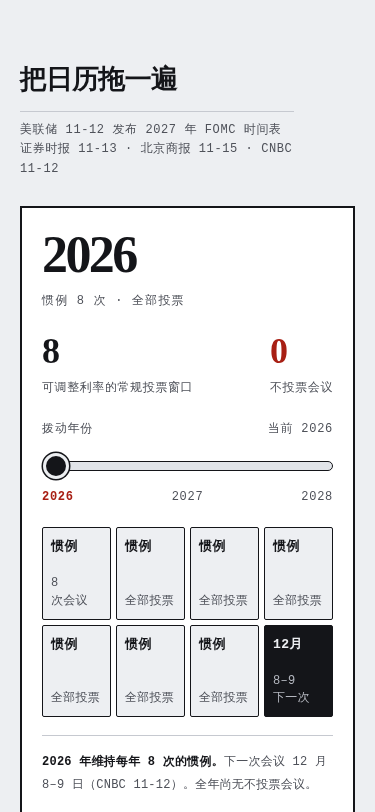 把日历拖一遍
美联储 11-12 发布 2027 年 FOMC 时间表
证券时报 11-13 · 北京商报 11-15 · CNBC
11-12
2026
惯例 8 次 · 全部投票
8
可调整利率的常规投票窗口
0
不投票会议
拨动年份
当前 2026
2026
2027
2028
惯例
8
次会议
惯例
全部投票
惯例
全部投票
惯例
全部投票
惯例
全部投票
惯例
全部投票
惯例
全部投票
12月
8–9
下一次
2026 年维持每年 8 次的惯例。下一次会议 12 月
8–9 日（CNBC 11-12）。全年尚无不投票会议。